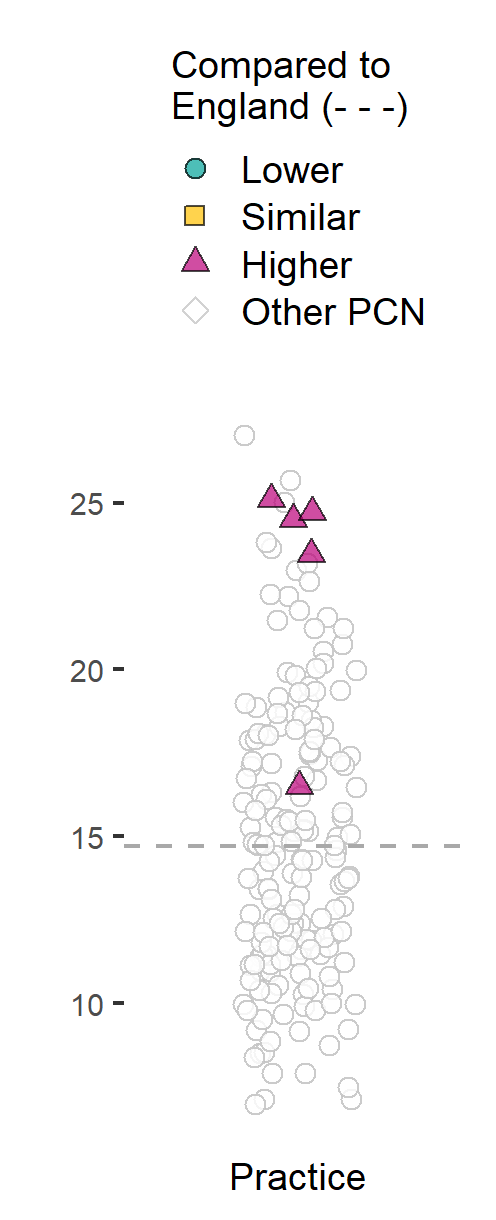 Compared to
England (- - -)
Lower
Similar
Higher
Other PCN
25
20
15
10
Practice